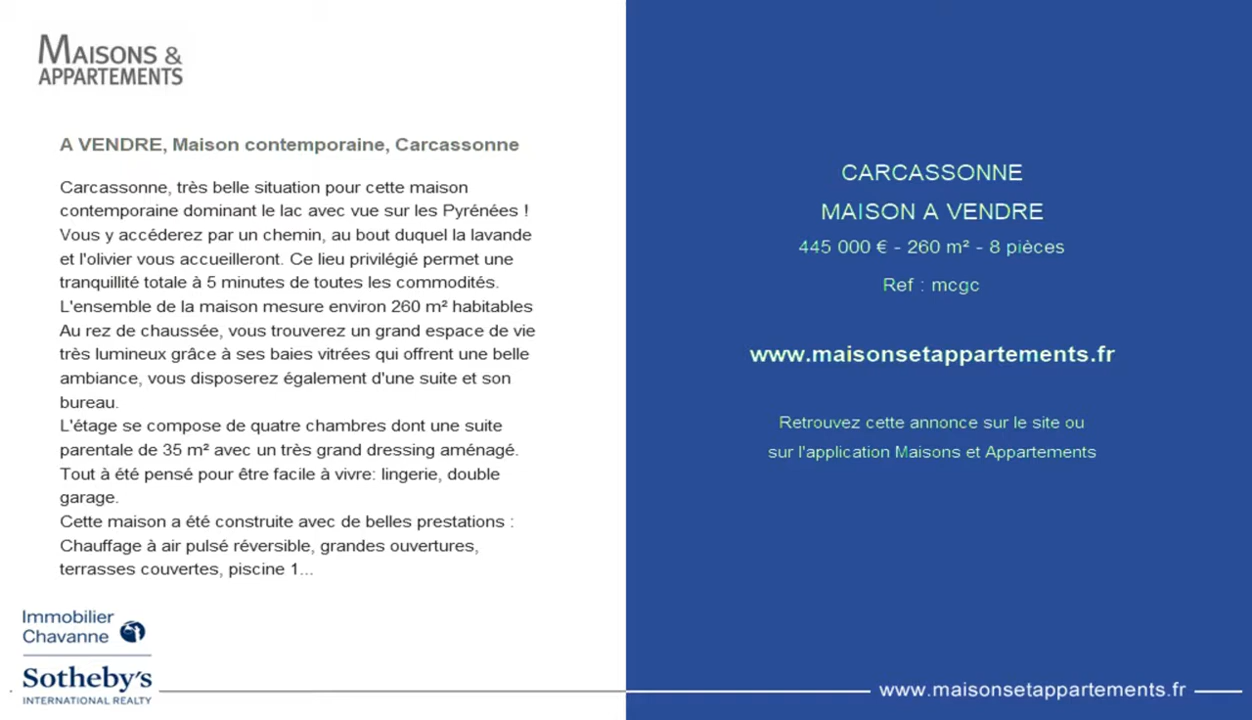 MAISONS &
APPARTEMENTS
A VENDRE, Maison contemporaine, Carcassonne
Carcassonne, très belle situation pour cette maison
contemporaine dominant le lac avec vue sur les Pyrénées !
Vous y accéderez par un chemin, au bout duquel la lavande
et l'olivier vous accueilleront. Ce lieu privilégié permet une
tranquillité totale à 5 minutes de toutes les commodités.
L'ensemble de la maison mesure environ 260 m² habitables
Au rez de chaussée, vous trouverez un grand espace de vie
très lumineux grâce à ses baies vitrées qui offrent une belle
ambiance, vous disposerez également d'une suite et son
bureau.
L'étage se compose de quatre chambres dont une suite
parentale de 35 m² avec un très grand dressing aménagé.
Tout à été pensé pour être facile à vivre: lingerie, double
garage.
Cette maison a été construite avec de belles prestations :
Chauffage à air pulsé réversible, grandes ouvertures,
terrasses couvertes, piscine 1...
Immobilier
Chavanne
Sotheby's
INTERNATIONAL REALTY
CARCASSONNE
MAISON A VENDRE
445 000 € - 260 m² - 8 pièces
Ref : mcgc
www.maisonsetappartements.fr
Retrouvez cette annonce sur le site ou
sur l'application Maisons et Appartements
www.maisonsetappartements.fr